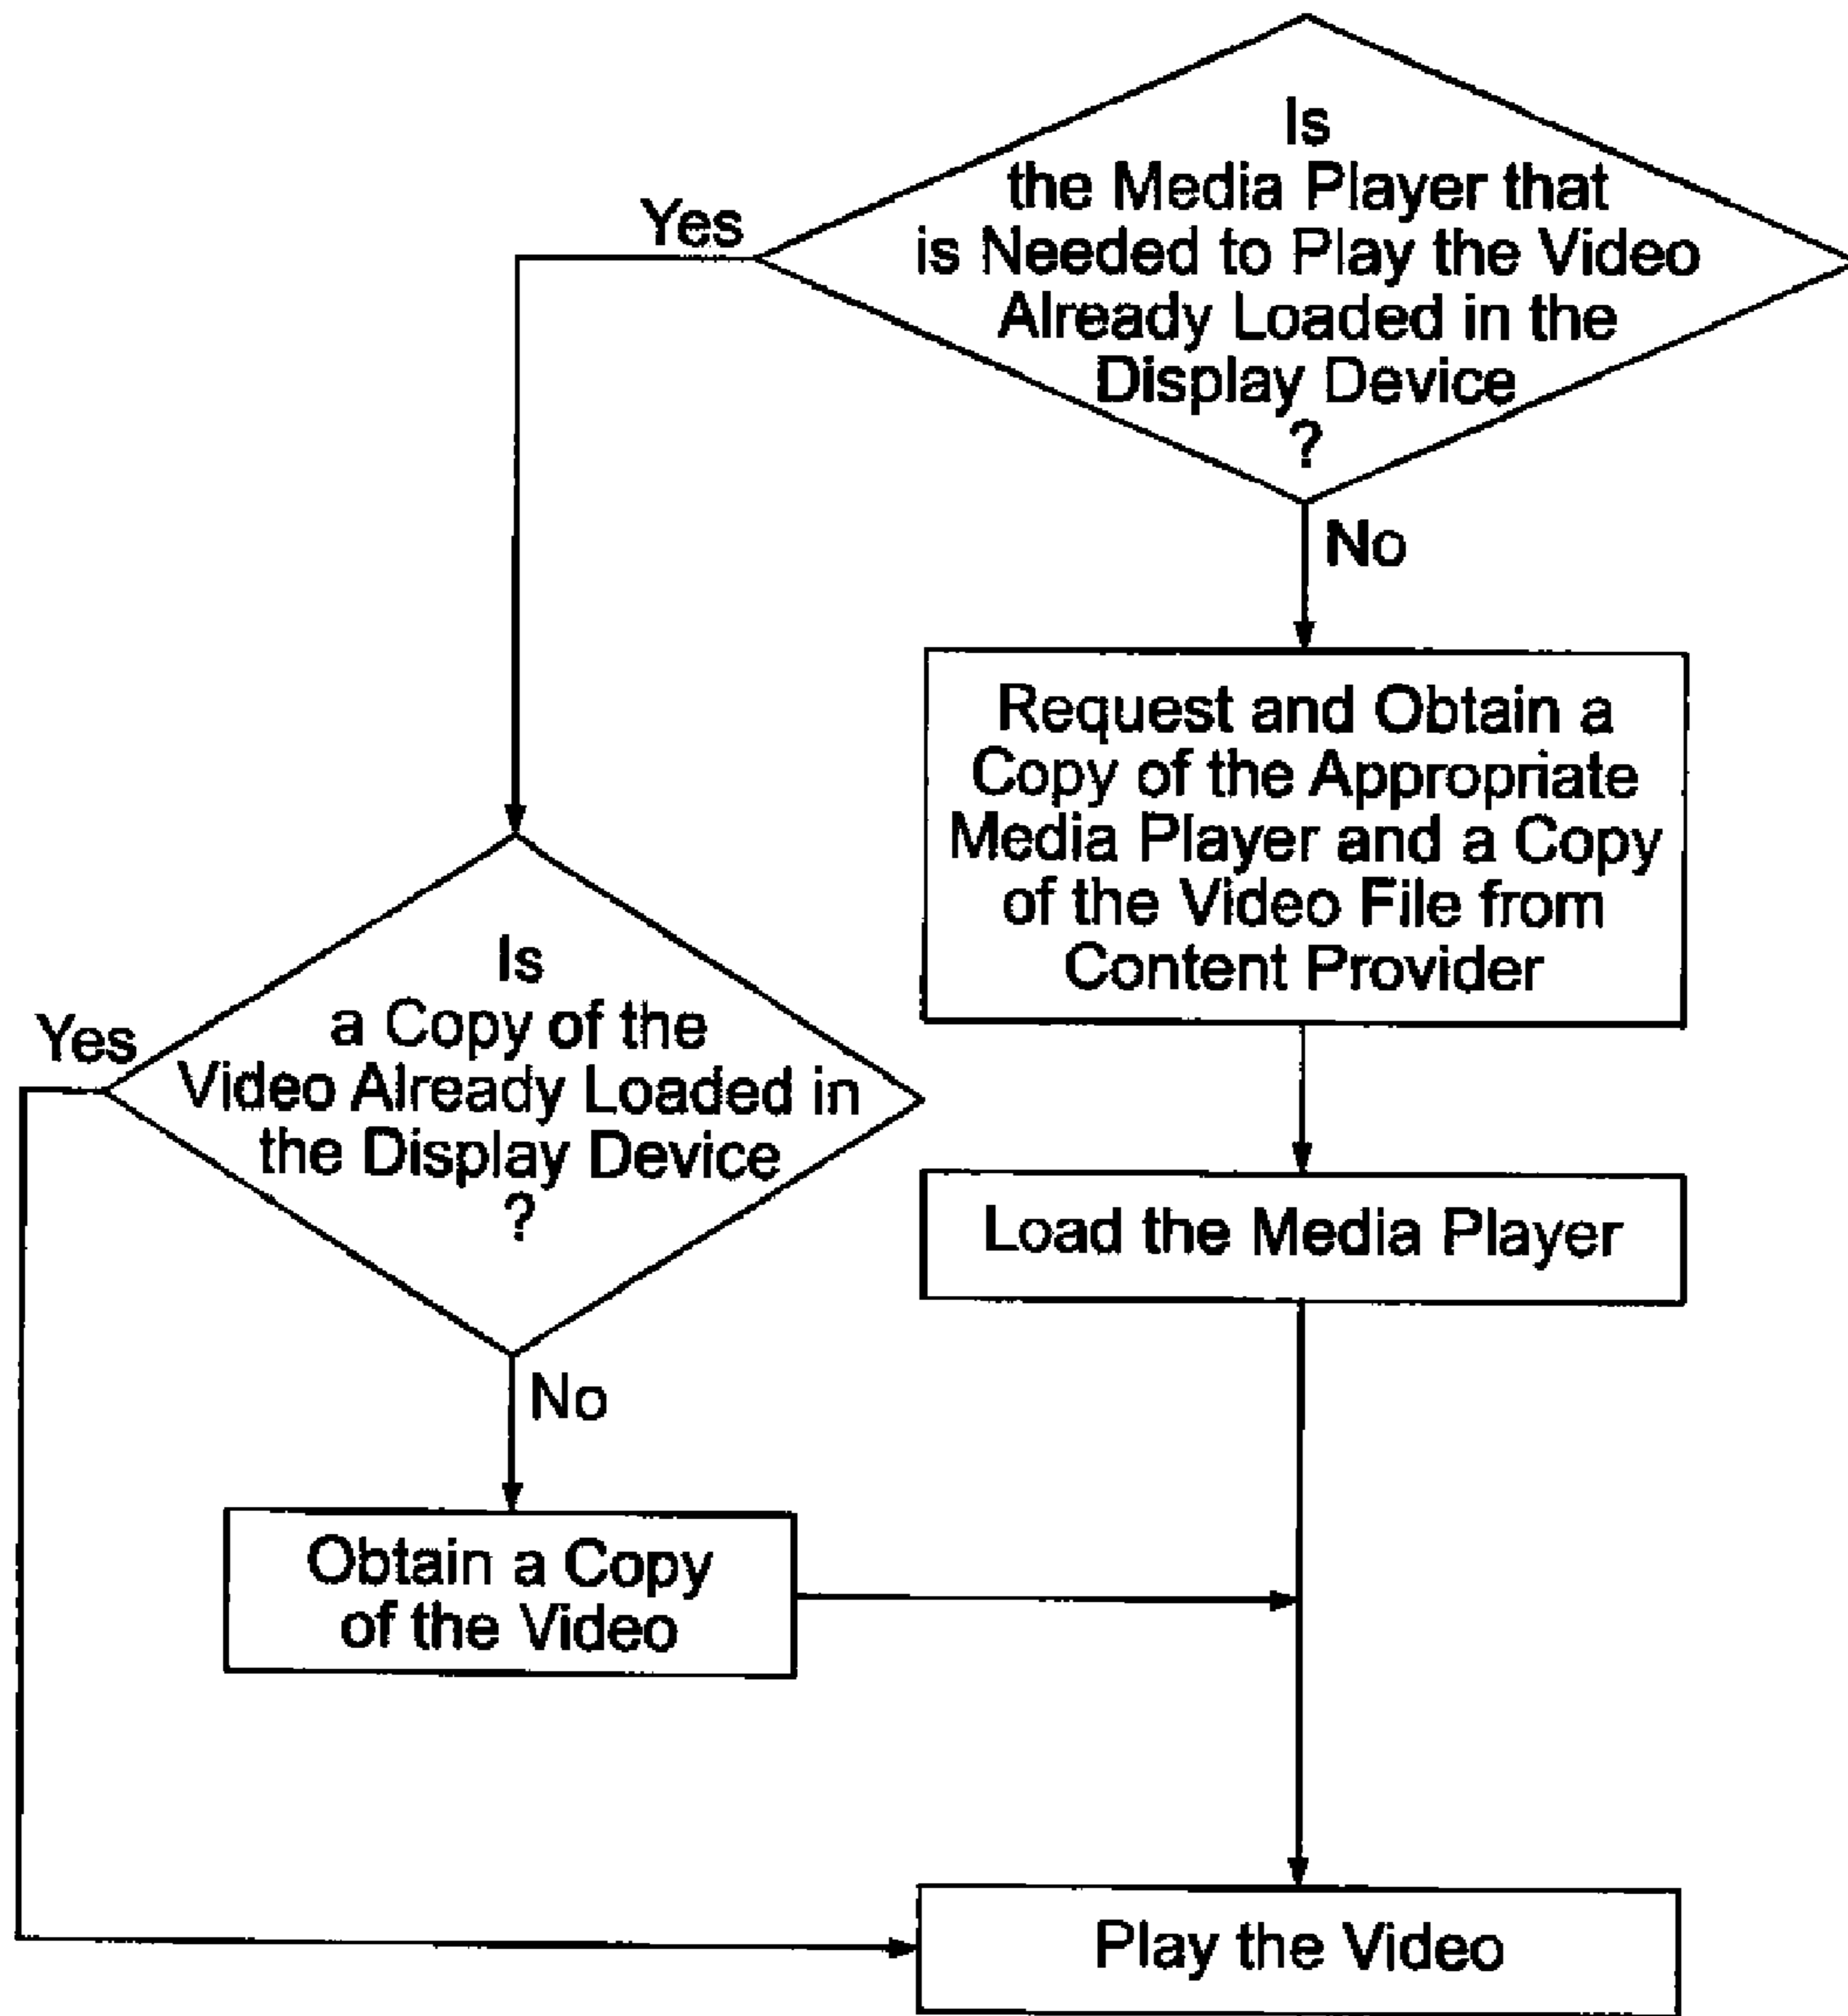 Is
the Media Player that
is Needed to Play the Video
Already Loaded in the
Display Device
?
Yes
No
Request and Obtain a
Copy of the Appropriate
Media Player and a Copy
of the Video File from
Content Provider
Is
a Copy of the
Video Already Loaded in
the Display Device
?
Yes
Load the Media Player
No
Obtain a Copy
of the Video
Play the Video